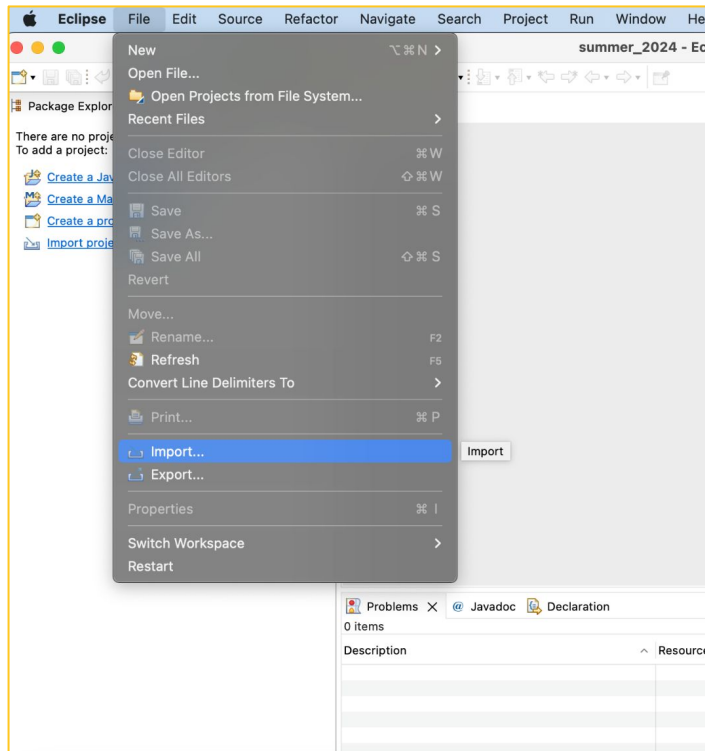 Eclipse File Edit Source Refactor Navigate Search Project Run Window He
summer_2024 - Ec
Package Explor
There are no proje
To add a project:
Create a Jav
Create a Ma
Create a pro
Import proje
New ⌥⌘N >
Open File...
Open Projects from File System...
Recent Files >
Close Editor ⌘W
Close All Editors ⇧⌘W
Save ⌘S
Save As...
Save All ⇧⌘S
Revert
Move...
Rename... F2
Refresh F5
Convert Line Delimiters To >
Print... ⌘P
Import...
Import
Export...
Properties ⌘I
Switch Workspace >
Restart
Problems @ Javadoc Declaration
0 items
Description Resource